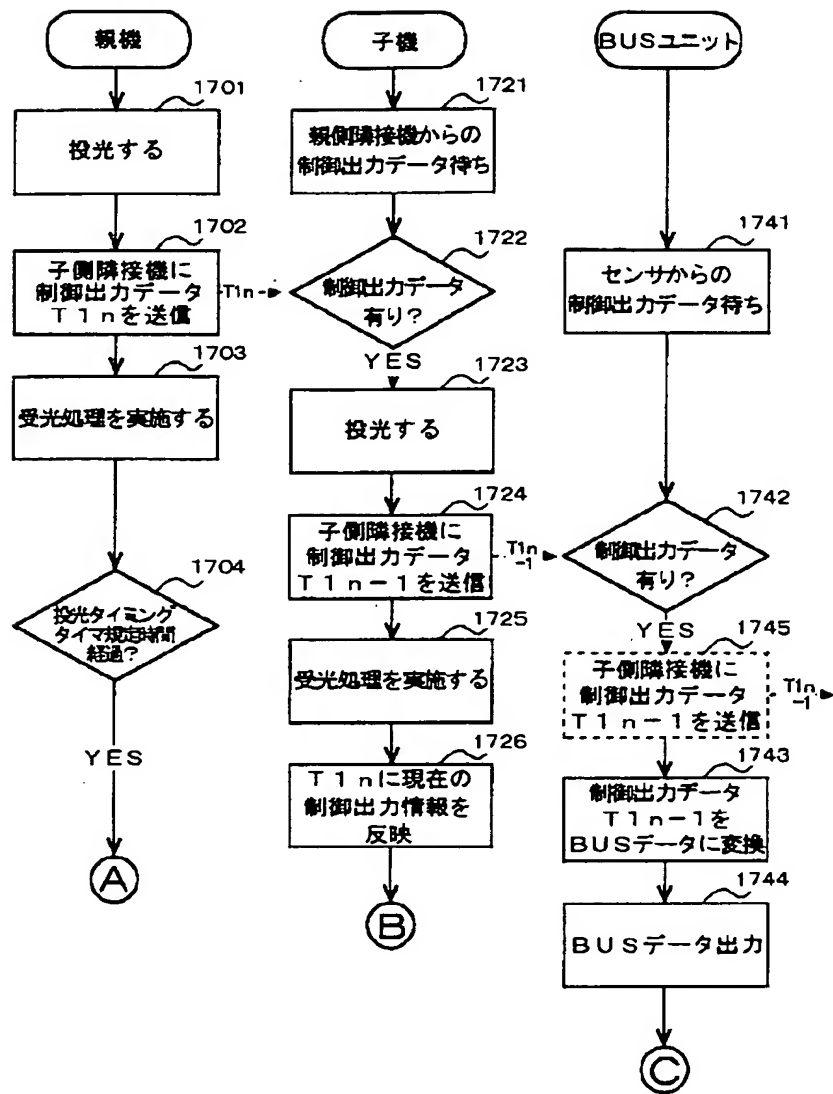 親機
1701
投光する
1702
子側隣接機に
制御出力データ
T1nを送信
T1n
1703
受光処理を実施する
1704
投光タイミング
タイマ規定時間
経過?
YES
A
子機
1721
親側隣接機からの
制御出力データ待ち
1722
制御出力データ
有り?
YES
1723
投光する
1724
子側隣接機に
制御出力データ
T1n-1を送信
T1n
-1
1725
受光処理を実施する
1726
T1nに現在の
制御出力情報を
反映
B
BUSユニット
1741
センサからの
制御出力データ待ち
1742
制御出力データ
有り?
YES
1745
子側隣接機に
制御出力データ
T1n-1を送信
T1n
-1
1743
制御出力データ
T1n-1を
BUSデータに変換
1744
BUSデータ出力
C